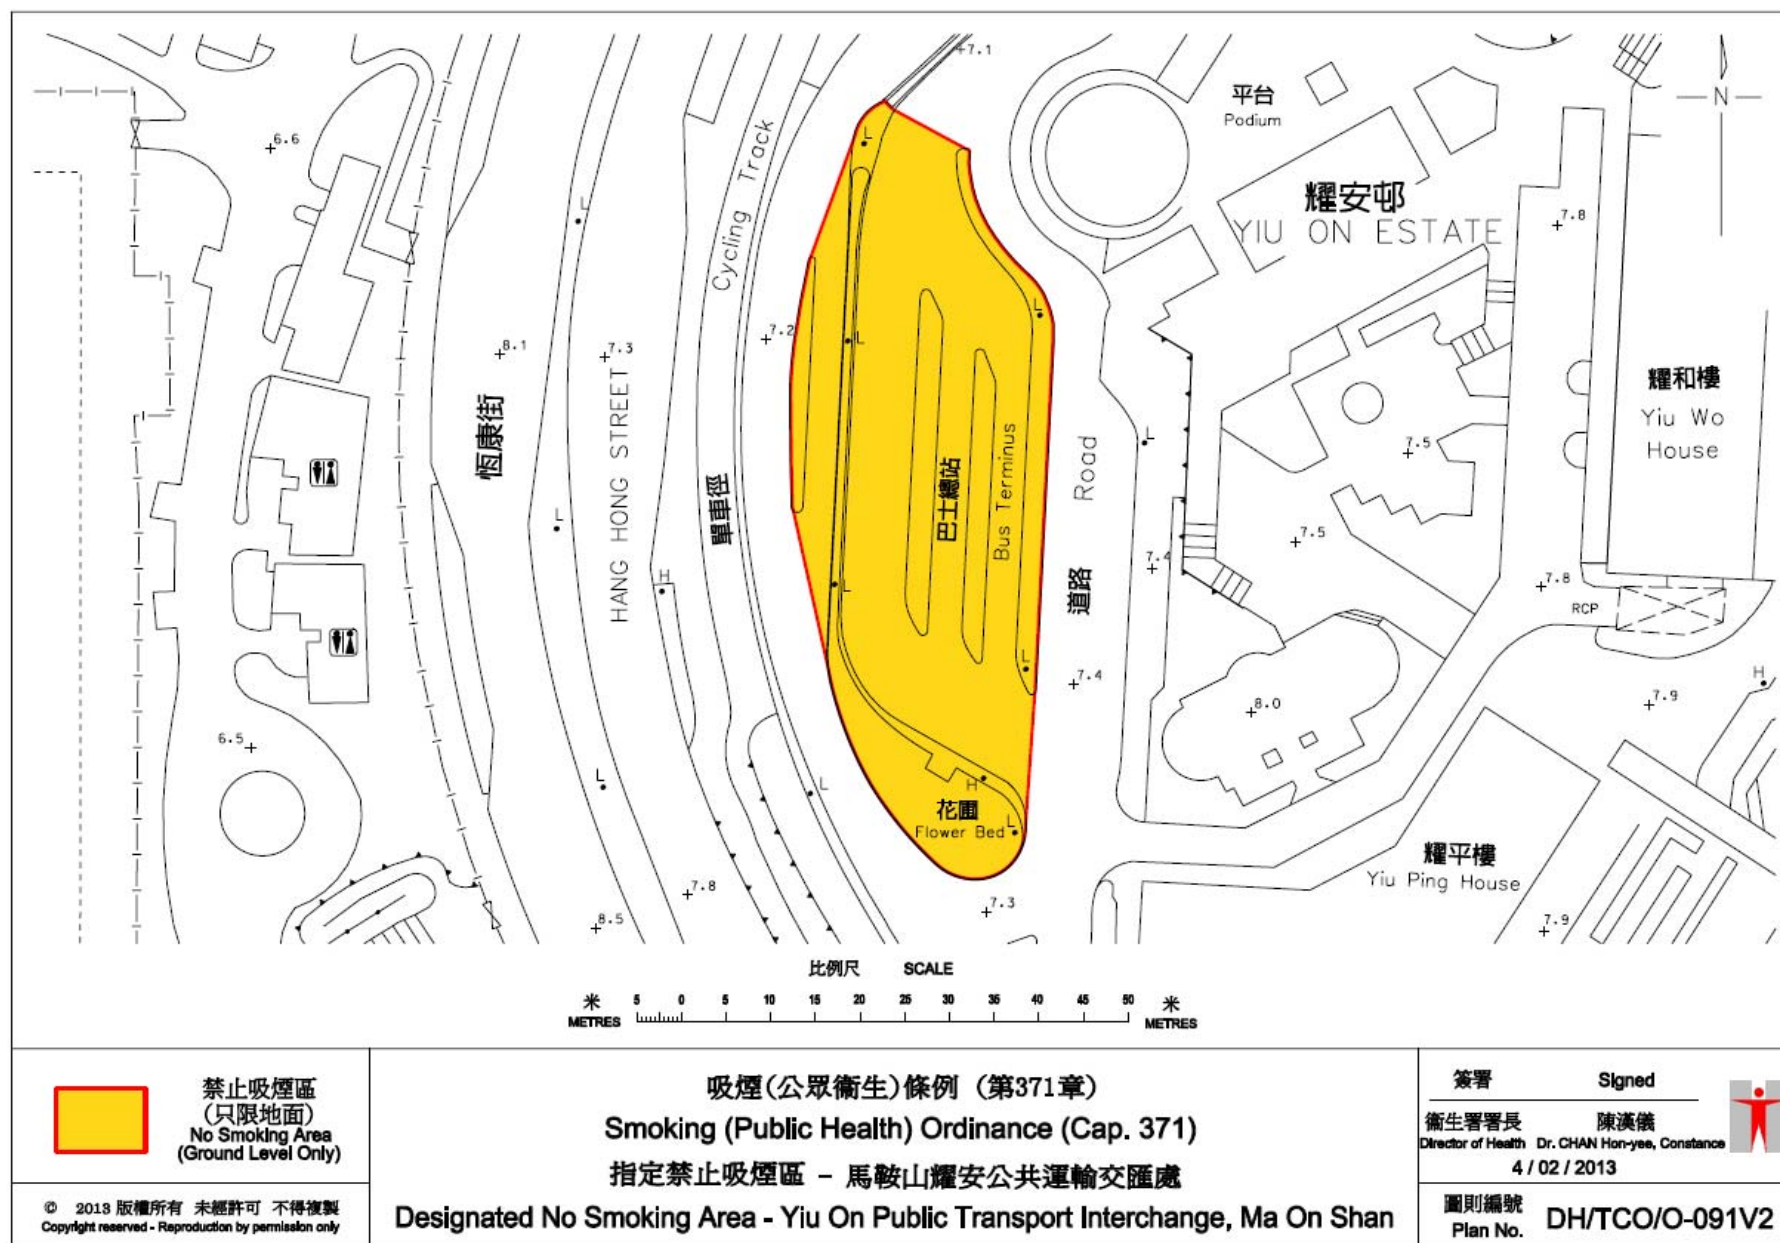 7.1
平台
Podium
N
6.6
L
L
Cycling Track
耀安邨
YIU ON ESTATE
7.8
L
L
7.2
8.1
7.3
耀和樓
Yiu Wo
House
恆康街
HANG HONG STREET
單車徑
巴士總站
Bus Terminus
Road
道路
L
7.5
L
7.5
7.4
H
L
7.8
RCP
L
7.4
H
8.0
7.9
6.5
L
L
H
花圃
Flower Bed
L
耀平樓
Yiu Ping House
7.8
8.5
7.3
7.9
比例尺 SCALE
米
METRES
5 0 5 10 15 20 25 30 35 40 45 50
米
METRES
禁止吸煙區
(只限地面)
No Smoking Area
(Ground Level Only)
© 2013 版權所有 未經許可 不得複製
Copyright reserved - Reproduction by permission only
吸煙(公眾衞生)條例 (第371章)
Smoking (Public Health) Ordinance (Cap. 371)
指定禁止吸煙區 - 馬鞍山耀安公共運輸交匯處
Designated No Smoking Area - Yiu On Public Transport Interchange, Ma On Shan
簽署 Signed
衞生署署長 陳漢儀
Director of Health Dr. CHAN Hon-yee, Constance
4 / 02 / 2013
圖則編號
Plan No. DH/TCO/O-091V2